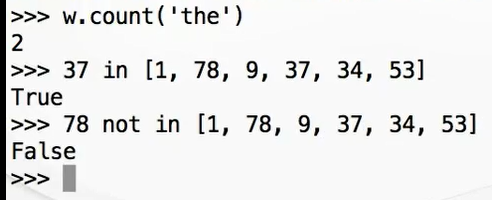 >>> w.count('the')
2
>>> 37 in [1, 78, 9, 37, 34, 53]
True
>>> 78 not in [1, 78, 9, 37, 34, 53]
False
>>>